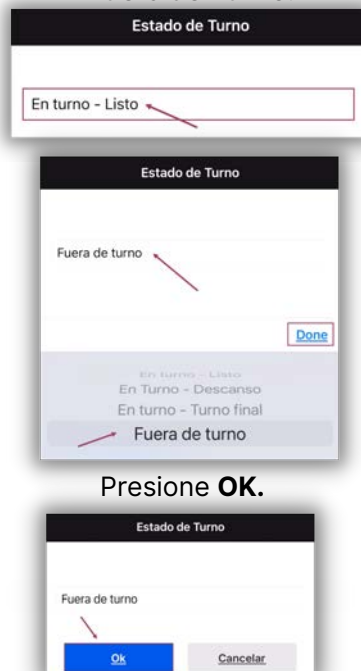 Estado de Turno
En turno - Listo
Estado de Turno
Fuera de turno
Done
En turno - Listo
En Turno - Descanso
En turno - Turno final
Fuera de turno
Presione OK.
Estado de Turno
Fuera de turno
Ok
Cancelar